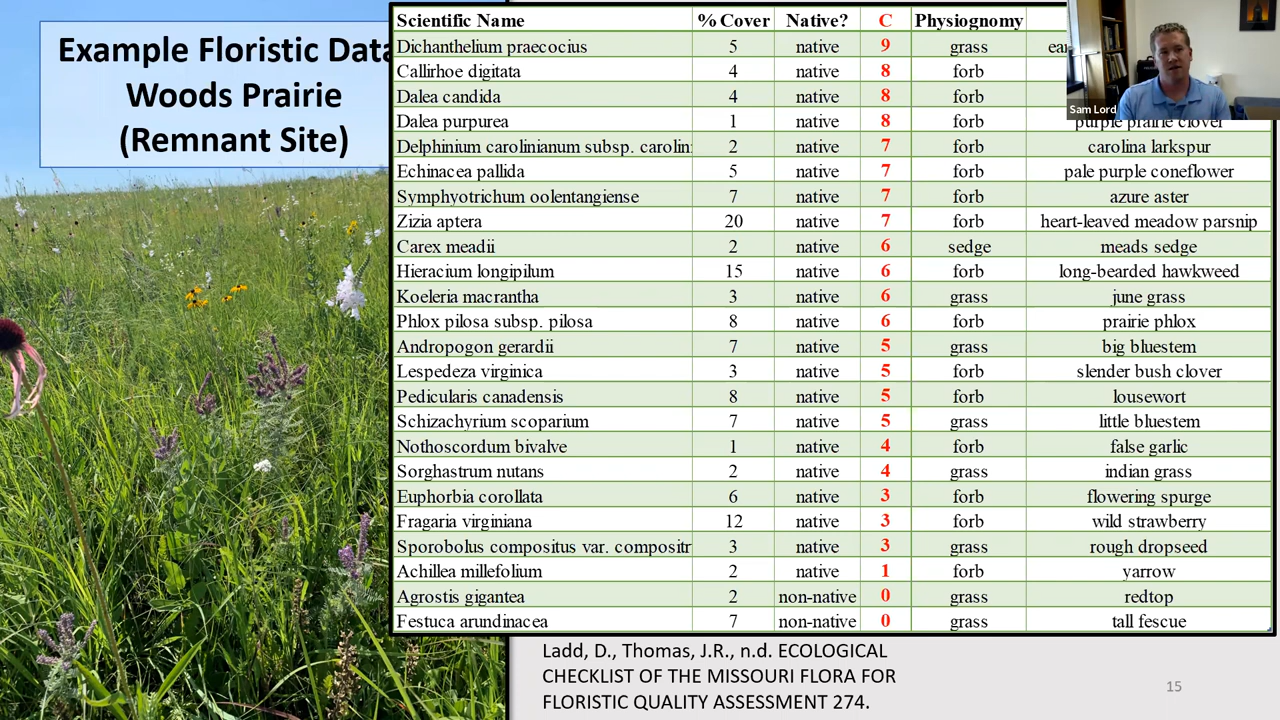 Example Floristic Data
Woods Prairie
(Remnant Site)
Scientific Name % Cover Native? C Physiognomy
Dichanthelium praecocius 5 native 9 grass
Callirhoe digitata 4 native 8 forb
Dalea candida 4 native 8 forb
Dalea purpurea 1 native 8 forb purple prairie clover
Delphinium carolinianum subsp. carolin 2 native 7 forb carolina larkspur
Echinacea pallida 5 native 7 forb pale purple coneflower
Symphyotrichum oolentangiense 7 native 7 forb azure aster
Zizia aptera 20 native 7 forb heart-leaved meadow parsnip
Carex meadii 2 native 6 sedge meads sedge
Hieracium longipilum 15 native 6 forb long-bearded hawkweed
Koeleria macrantha 3 native 6 grass june grass
Phlox pilosa subsp. pilosa 8 native 6 forb prairie phlox
Andropogon gerardii 7 native 5 grass big bluestem
Lespedeza virginica 3 native 5 forb slender bush clover
Pedicularis canadensis 8 native 5 forb lousewort
Schizachyrium scoparium 7 native 5 grass little bluestem
Nothoscordum bivalve 1 native 4 forb false garlic
Sorghastrum nutans 2 native 4 grass indian grass
Euphorbia corollata 6 native 3 forb flowering spurge
Fragaria virginiana 12 native 3 forb wild strawberry
Sporobolus compositus var. compositr 3 native 3 grass rough dropseed
Achillea millefolium 2 native 1 forb yarrow
Agrostis gigantea 2 non-native 0 grass redtop
Festuca arundinacea 7 non-native 0 grass tall fescue
Sam Lord
Ladd, D., Thomas, J.R., n.d. ECOLOGICAL
CHECKLIST OF THE MISSOURI FLORA FOR
FLORISTIC QUALITY ASSESSMENT 274.
15